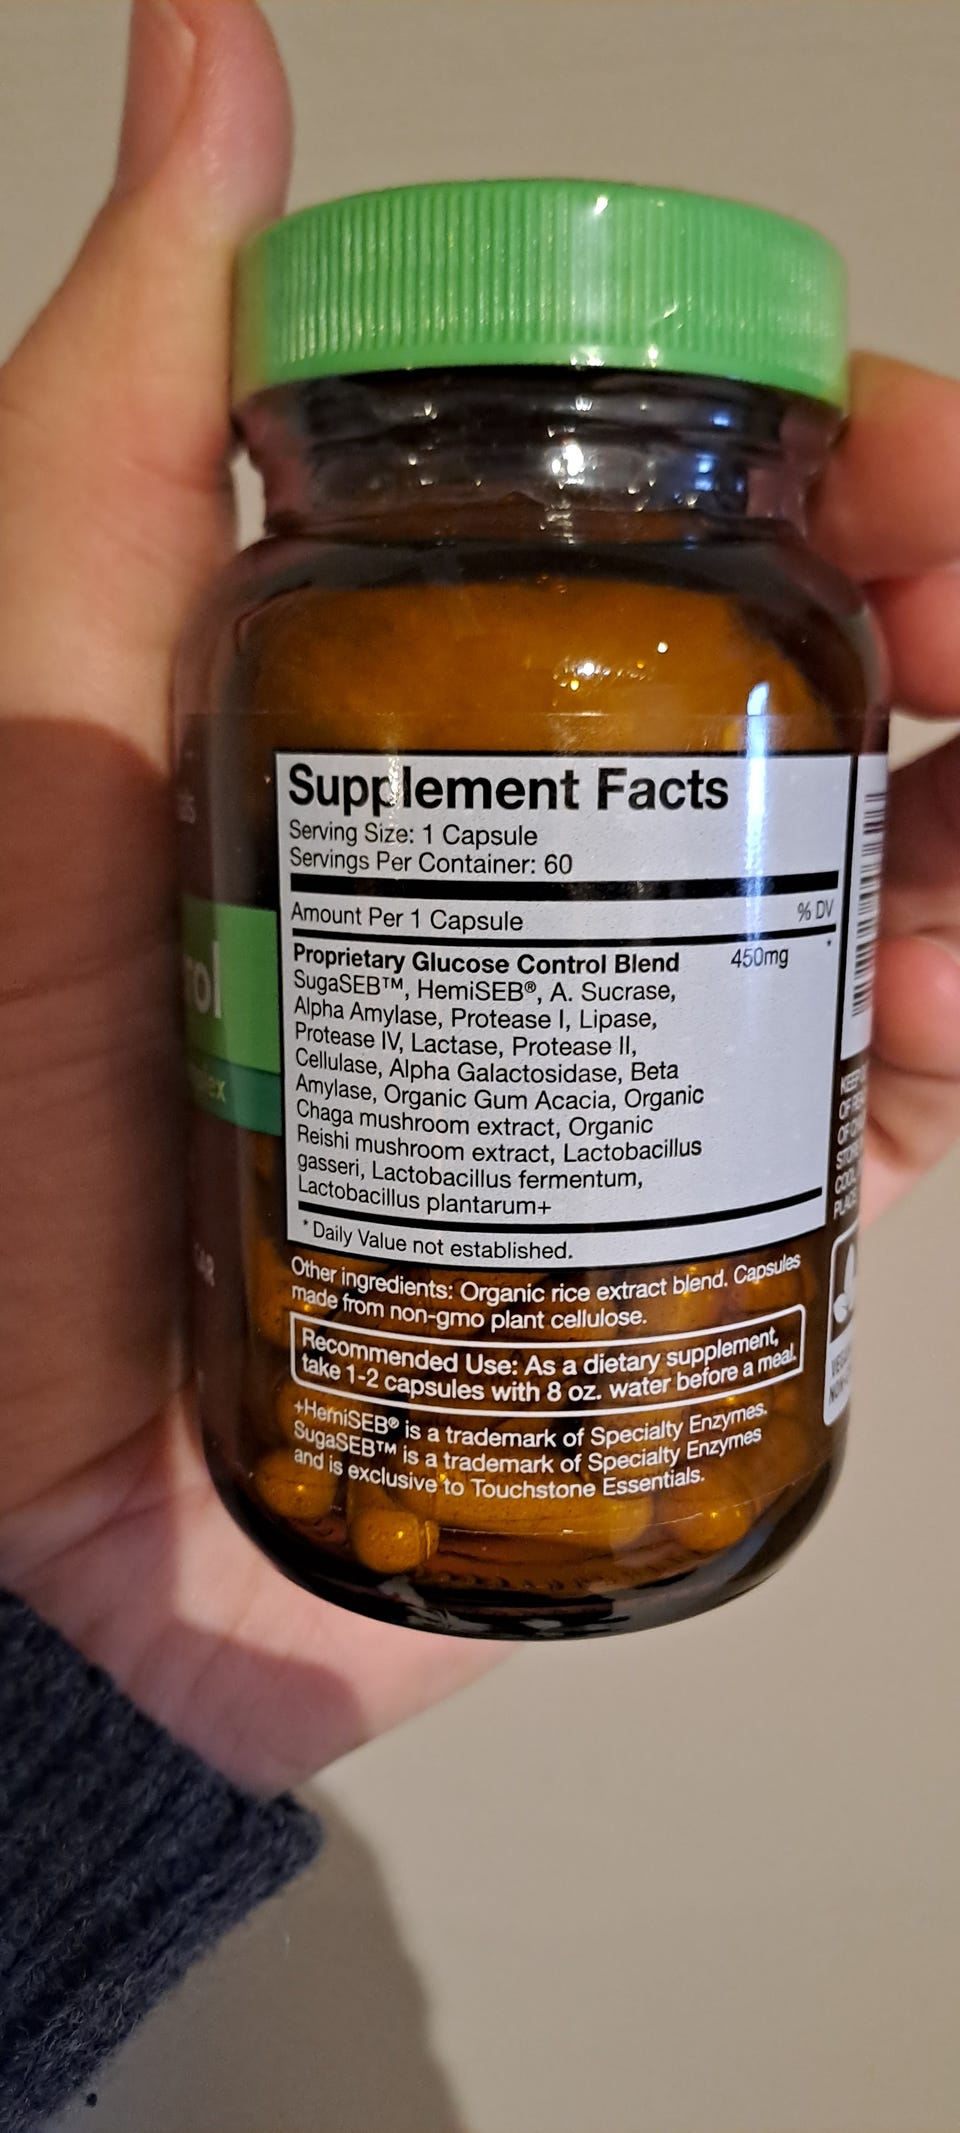 Supplement Facts
Serving Size: 1 Capsule
Servings Per Container: 60
Amount Per 1 Capsule % DV
Proprietary Glucose Control Blend 450mg *
SugaSEB™, HemiSEB®, A. Sucrase,
Alpha Amylase, Protease I, Lipase,
Protease IV, Lactase, Protease II,
Cellulase, Alpha Galactosidase, Beta
Amylase, Organic Gum Acacia, Organic
Chaga mushroom extract, Organic
Reishi mushroom extract, Lactobacillus
gasseri, Lactobacillus fermentum,
Lactobacillus plantarum+
* Daily Value not established.
Other ingredients: Organic rice extract blend. Capsules
made from non-gmo plant cellulose.
Recommended Use: As a dietary supplement,
take 1-2 capsules with 8 oz. water before a meal.
+HemiSEB® is a trademark of Specialty Enzymes.
SugaSEB™ is a trademark of Specialty Enzymes
and is exclusive to Touchstone Essentials.